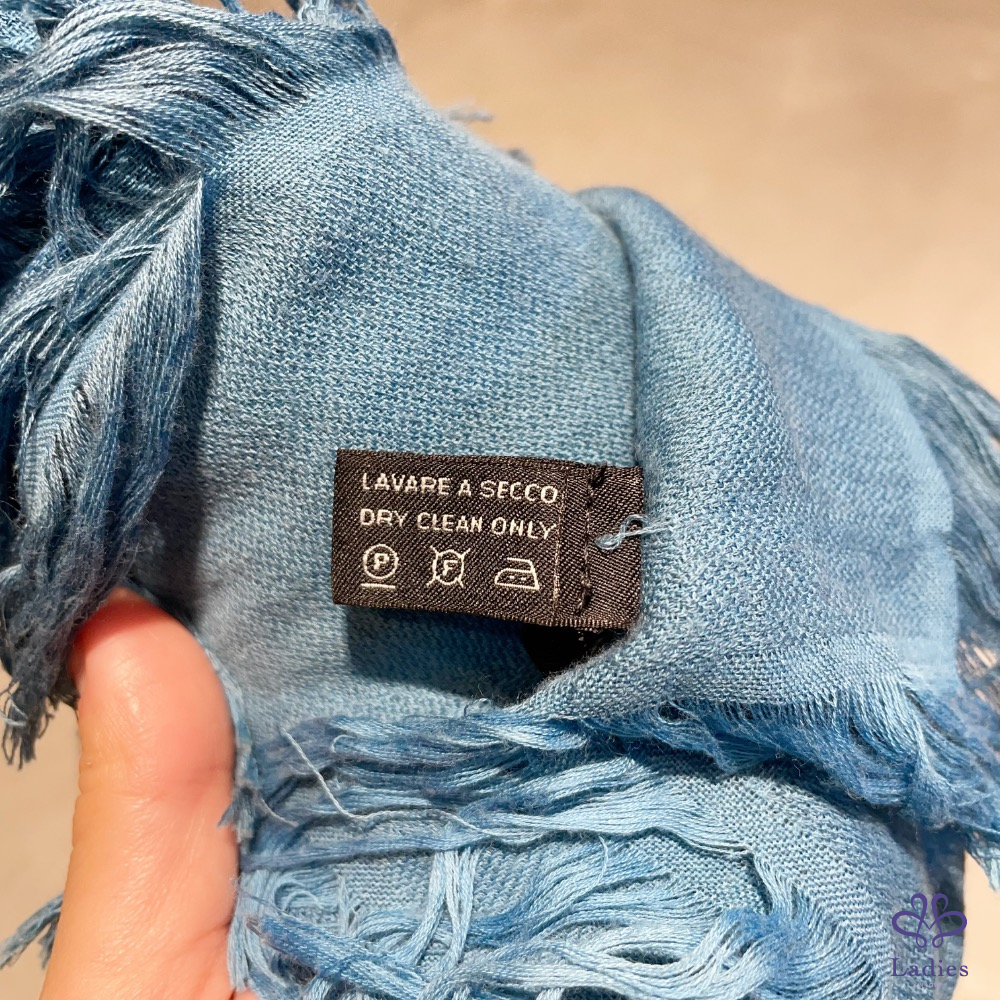 LAVARE A SECCO
DRY CLEAN ONLY
P F
Ladies